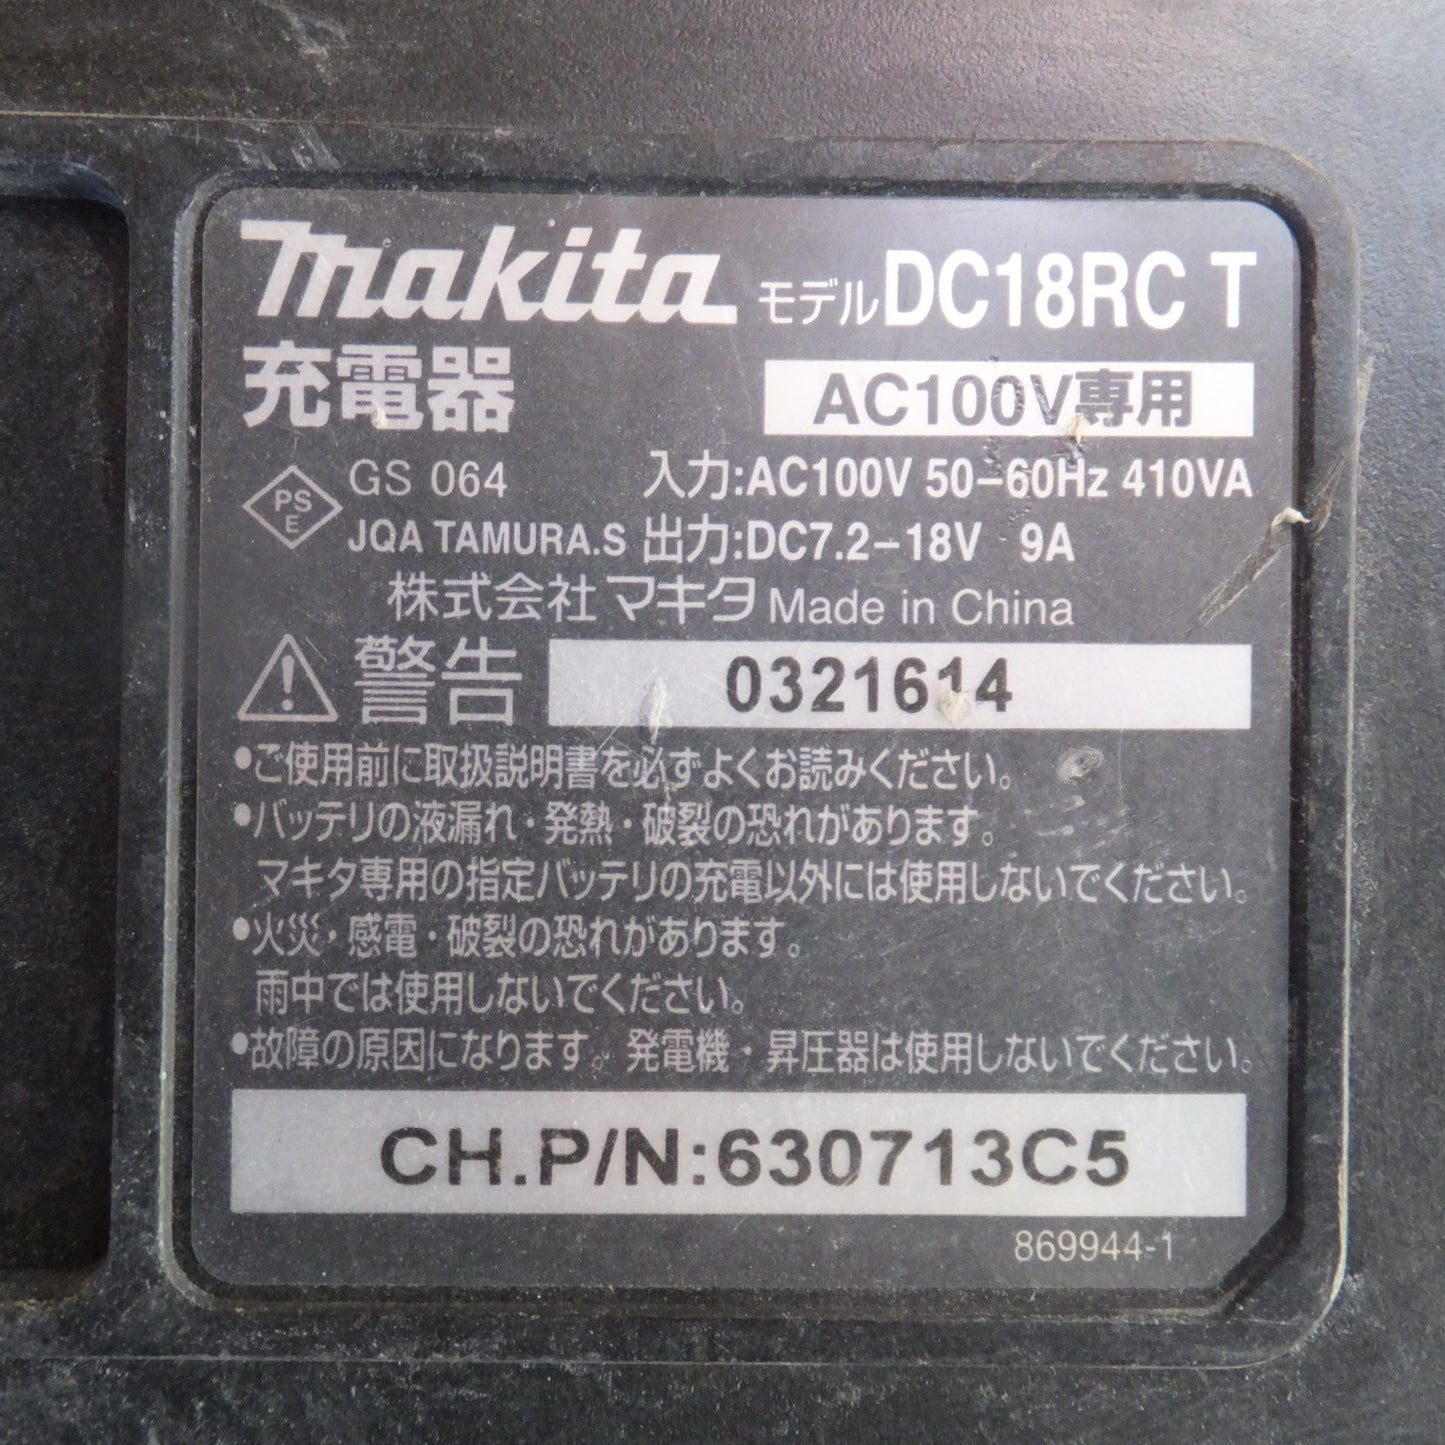 makita モデル DC18RC T
充電器 AC100V専用
PS E GS 064 入力:AC100V 50-60Hz 410VA
JQA TAMURA.S 出力:DC7.2-18V 9A
株式会社マキタ Made in China
警告 0321614
•ご使用前に取扱説明書を必ずよくお読みください。
•バッテリの液漏れ・発熱・破裂の恐れがあります。
マキタ専用の指定バッテリの充電以外には使用しないでください。
•火災・感電・破裂の恐れがあります。
雨中では使用しないでください。
•故障の原因になります。発電機・昇圧器は使用しないでください。
CH.P/N:630713C5
869944-1